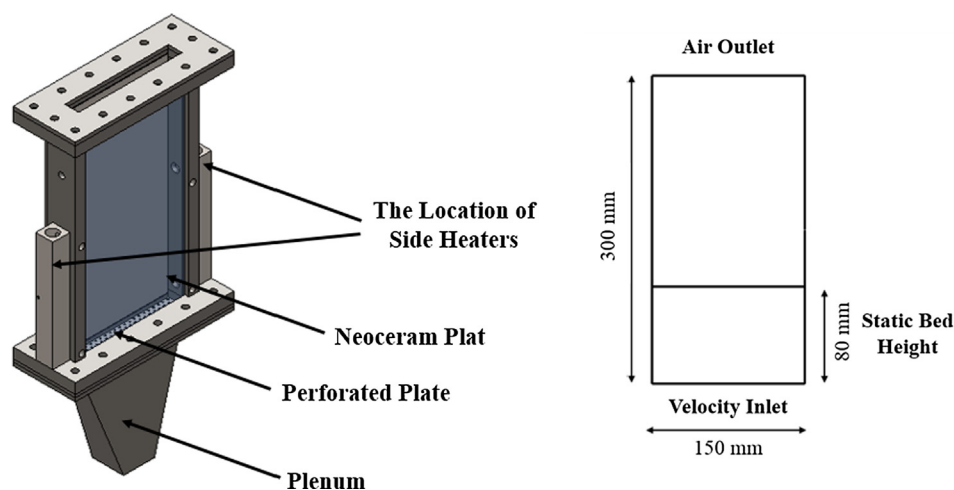 The Location of
Side Heaters
Neoceram Plat
Perforated Plate
Plenum
Air Outlet
300 mm
80 mm
Static Bed
Height
Velocity Inlet
150 mm